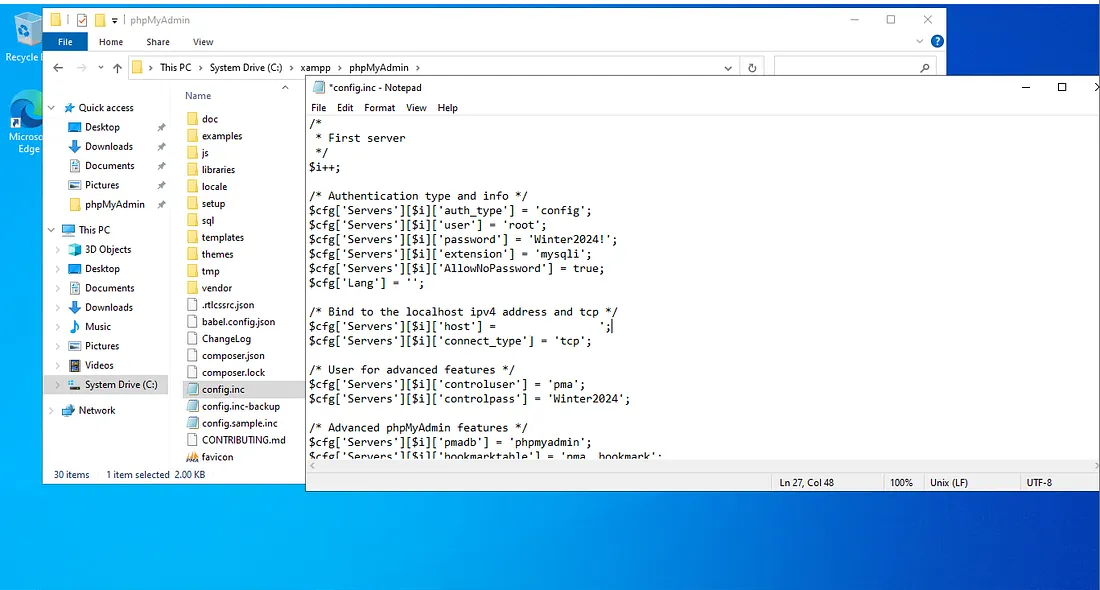 Recycle
Microso
Edge
phpMyAdmin
File Home Share View
This PC System Drive (C:) xampp phpMyAdmin
Quick access
Desktop
Downloads
Documents
Pictures
phpMyAdmin
This PC
3D Objects
Desktop
Documents
Downloads
Music
Pictures
Videos
System Drive (C:)
Network
Name
doc
examples
js
libraries
locale
setup
sql
templates
themes
tmp
vendor
.rtlcssrc.json
babel.config.json
ChangeLog
composer.json
composer.lock
config.inc
config.inc-backup
config.sample.inc
CONTRIBUTING.md
favicon
30 items 1 item selected 2.00 KB
*config.inc - Notepad
File Edit Format View Help
/*
* First server
*/
$i++;
/* Authentication type and info */
$cfg['Servers'][$i]['auth_type'] = 'config';
$cfg['Servers'][$i]['user'] = 'root';
$cfg['Servers'][$i]['password'] = 'Winter2024!';
$cfg['Servers'][$i]['extension'] = 'mysqli';
$cfg['Servers'][$i]['AllowNoPassword'] = true;
$cfg['Lang'] = '';
/* Bind to the localhost ipv4 address and tcp */
$cfg['Servers'][$i]['host'] = ';
$cfg['Servers'][$i]['connect_type'] = 'tcp';
/* User for advanced features */
$cfg['Servers'][$i]['controluser'] = 'pma';
$cfg['Servers'][$i]['controlpass'] = 'Winter2024';
/* Advanced phpMyAdmin features */
$cfg['Servers'][$i]['pmadb'] = 'phpmyadmin';
$cfg['Servers'][$i]['bookmarktable'] = 'pma__bookmark';
Ln 27, Col 48 100% Unix (LF) UTF-8